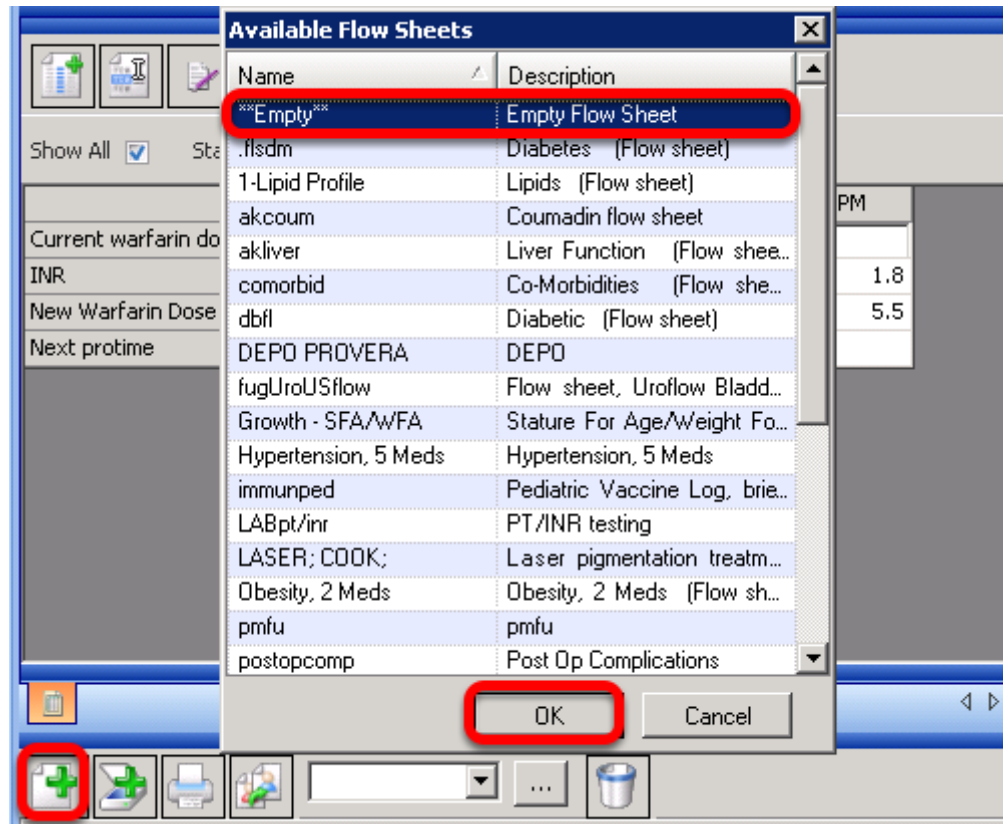 Available Flow Sheets
Name Description
**Empty** Empty Flow Sheet
.flsdm Diabetes (Flow sheet)
1-Lipid Profile Lipids (Flow sheet)
akcoum Coumadin flow sheet
akliver Liver Function (Flow shee...
comorbid Co-Morbidities (Flow she...
dbfl Diabetic (Flow sheet)
DEPO PROVERA DEPO
fugUroUSflow Flow sheet, Uroflow Bladd...
Growth - SFA/WFA Stature For Age/Weight Fo...
Hypertension, 5 Meds Hypertension, 5 Meds
immunped Pediatric Vaccine Log, brie...
LABpt/inr PT/INR testing
LASER; COOK; Laser pigmentation treatm...
Obesity, 2 Meds Obesity, 2 Meds (Flow sh...
pmfu pmfu
postopcomp Post Op Complications
OK Cancel
Show All Sta
PM
Current warfarin do
INR 1.8
New Warfarin Dose 5.5
Next protime
...